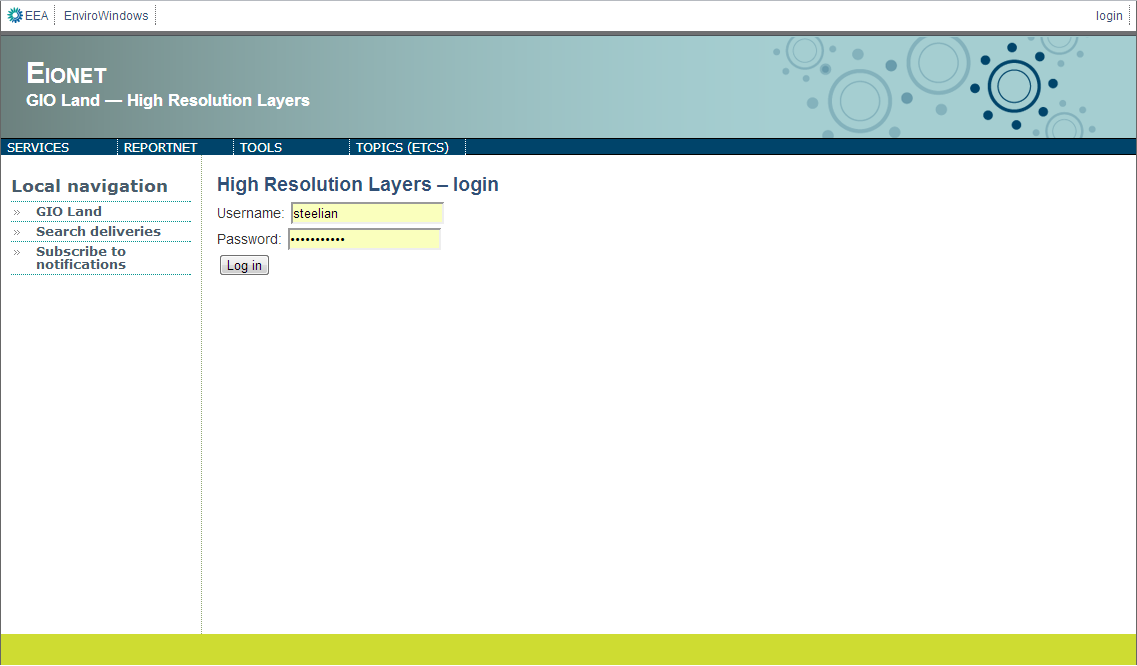 EEA EnviroWindows login
EIONET
GIO Land — High Resolution Layers
SERVICES REPORTNET TOOLS TOPICS (ETCS)
Local navigation
» GIO Land
» Search deliveries
» Subscribe to
notifications
High Resolution Layers – login
Username: steelian
Password: •••••••••••
Log in